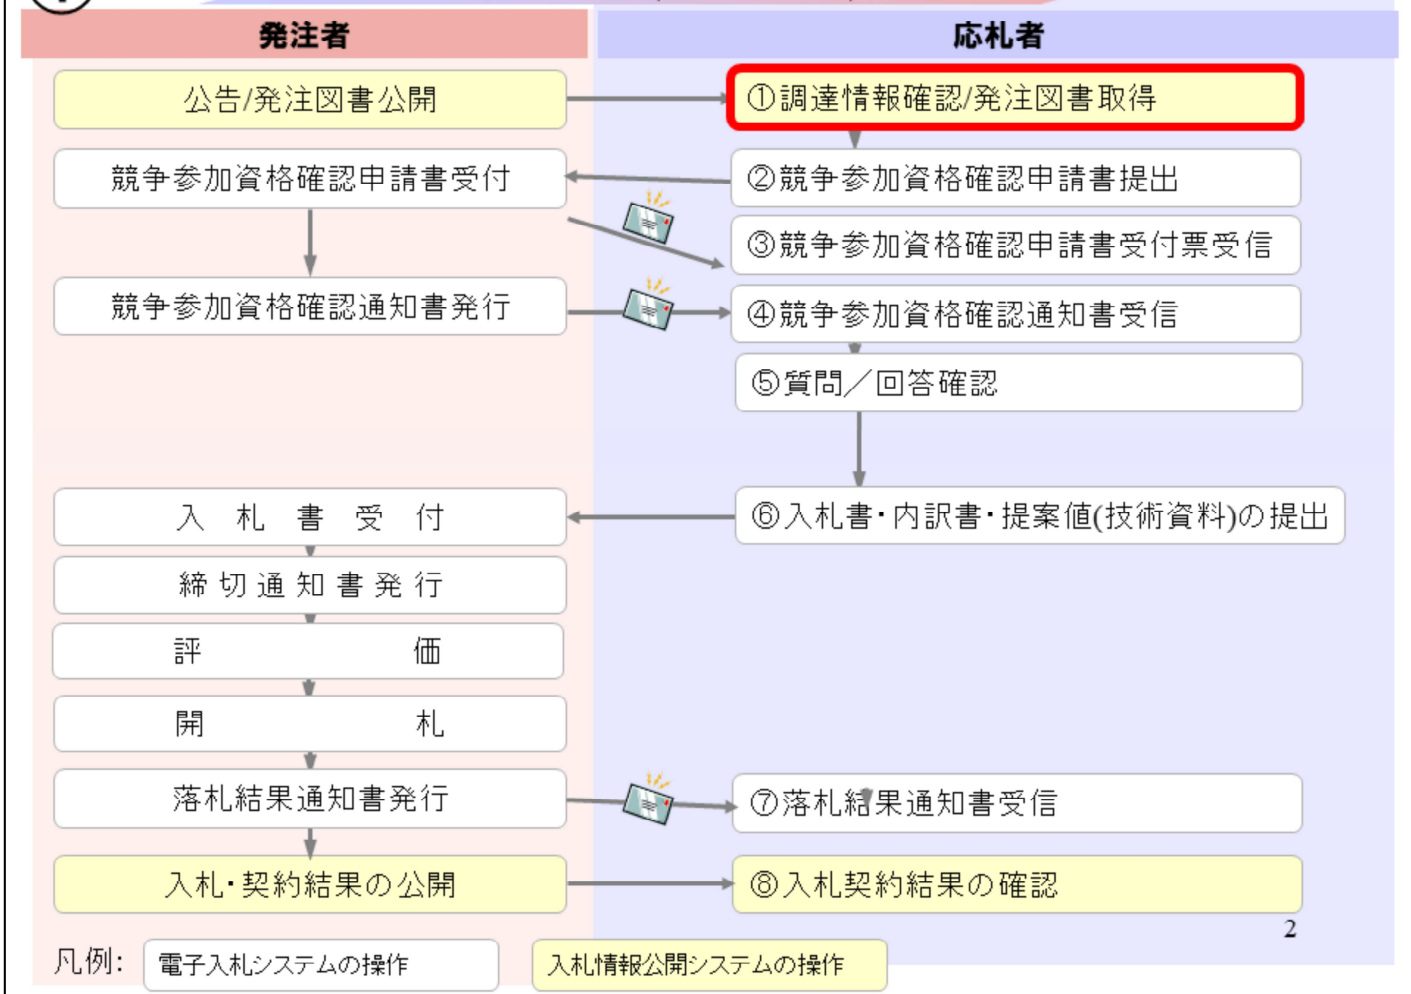 発注者
応札者
公告/発注図書公開
①調達情報確認/発注図書取得
競争参加資格確認申請書受付
②競争参加資格確認申請書提出
③競争参加資格確認申請書受付票受信
競争参加資格確認通知書発行
④競争参加資格確認通知書受信
⑤質問／回答確認
入札書受付
⑥入札書・内訳書・提案値(技術資料)の提出
締切通知書発行
評価
開札
落札結果通知書発行
⑦落札結果通知書受信
入札・契約結果の公開
⑧入札契約結果の確認
2
凡例:
電子入札システムの操作
入札情報公開システムの操作